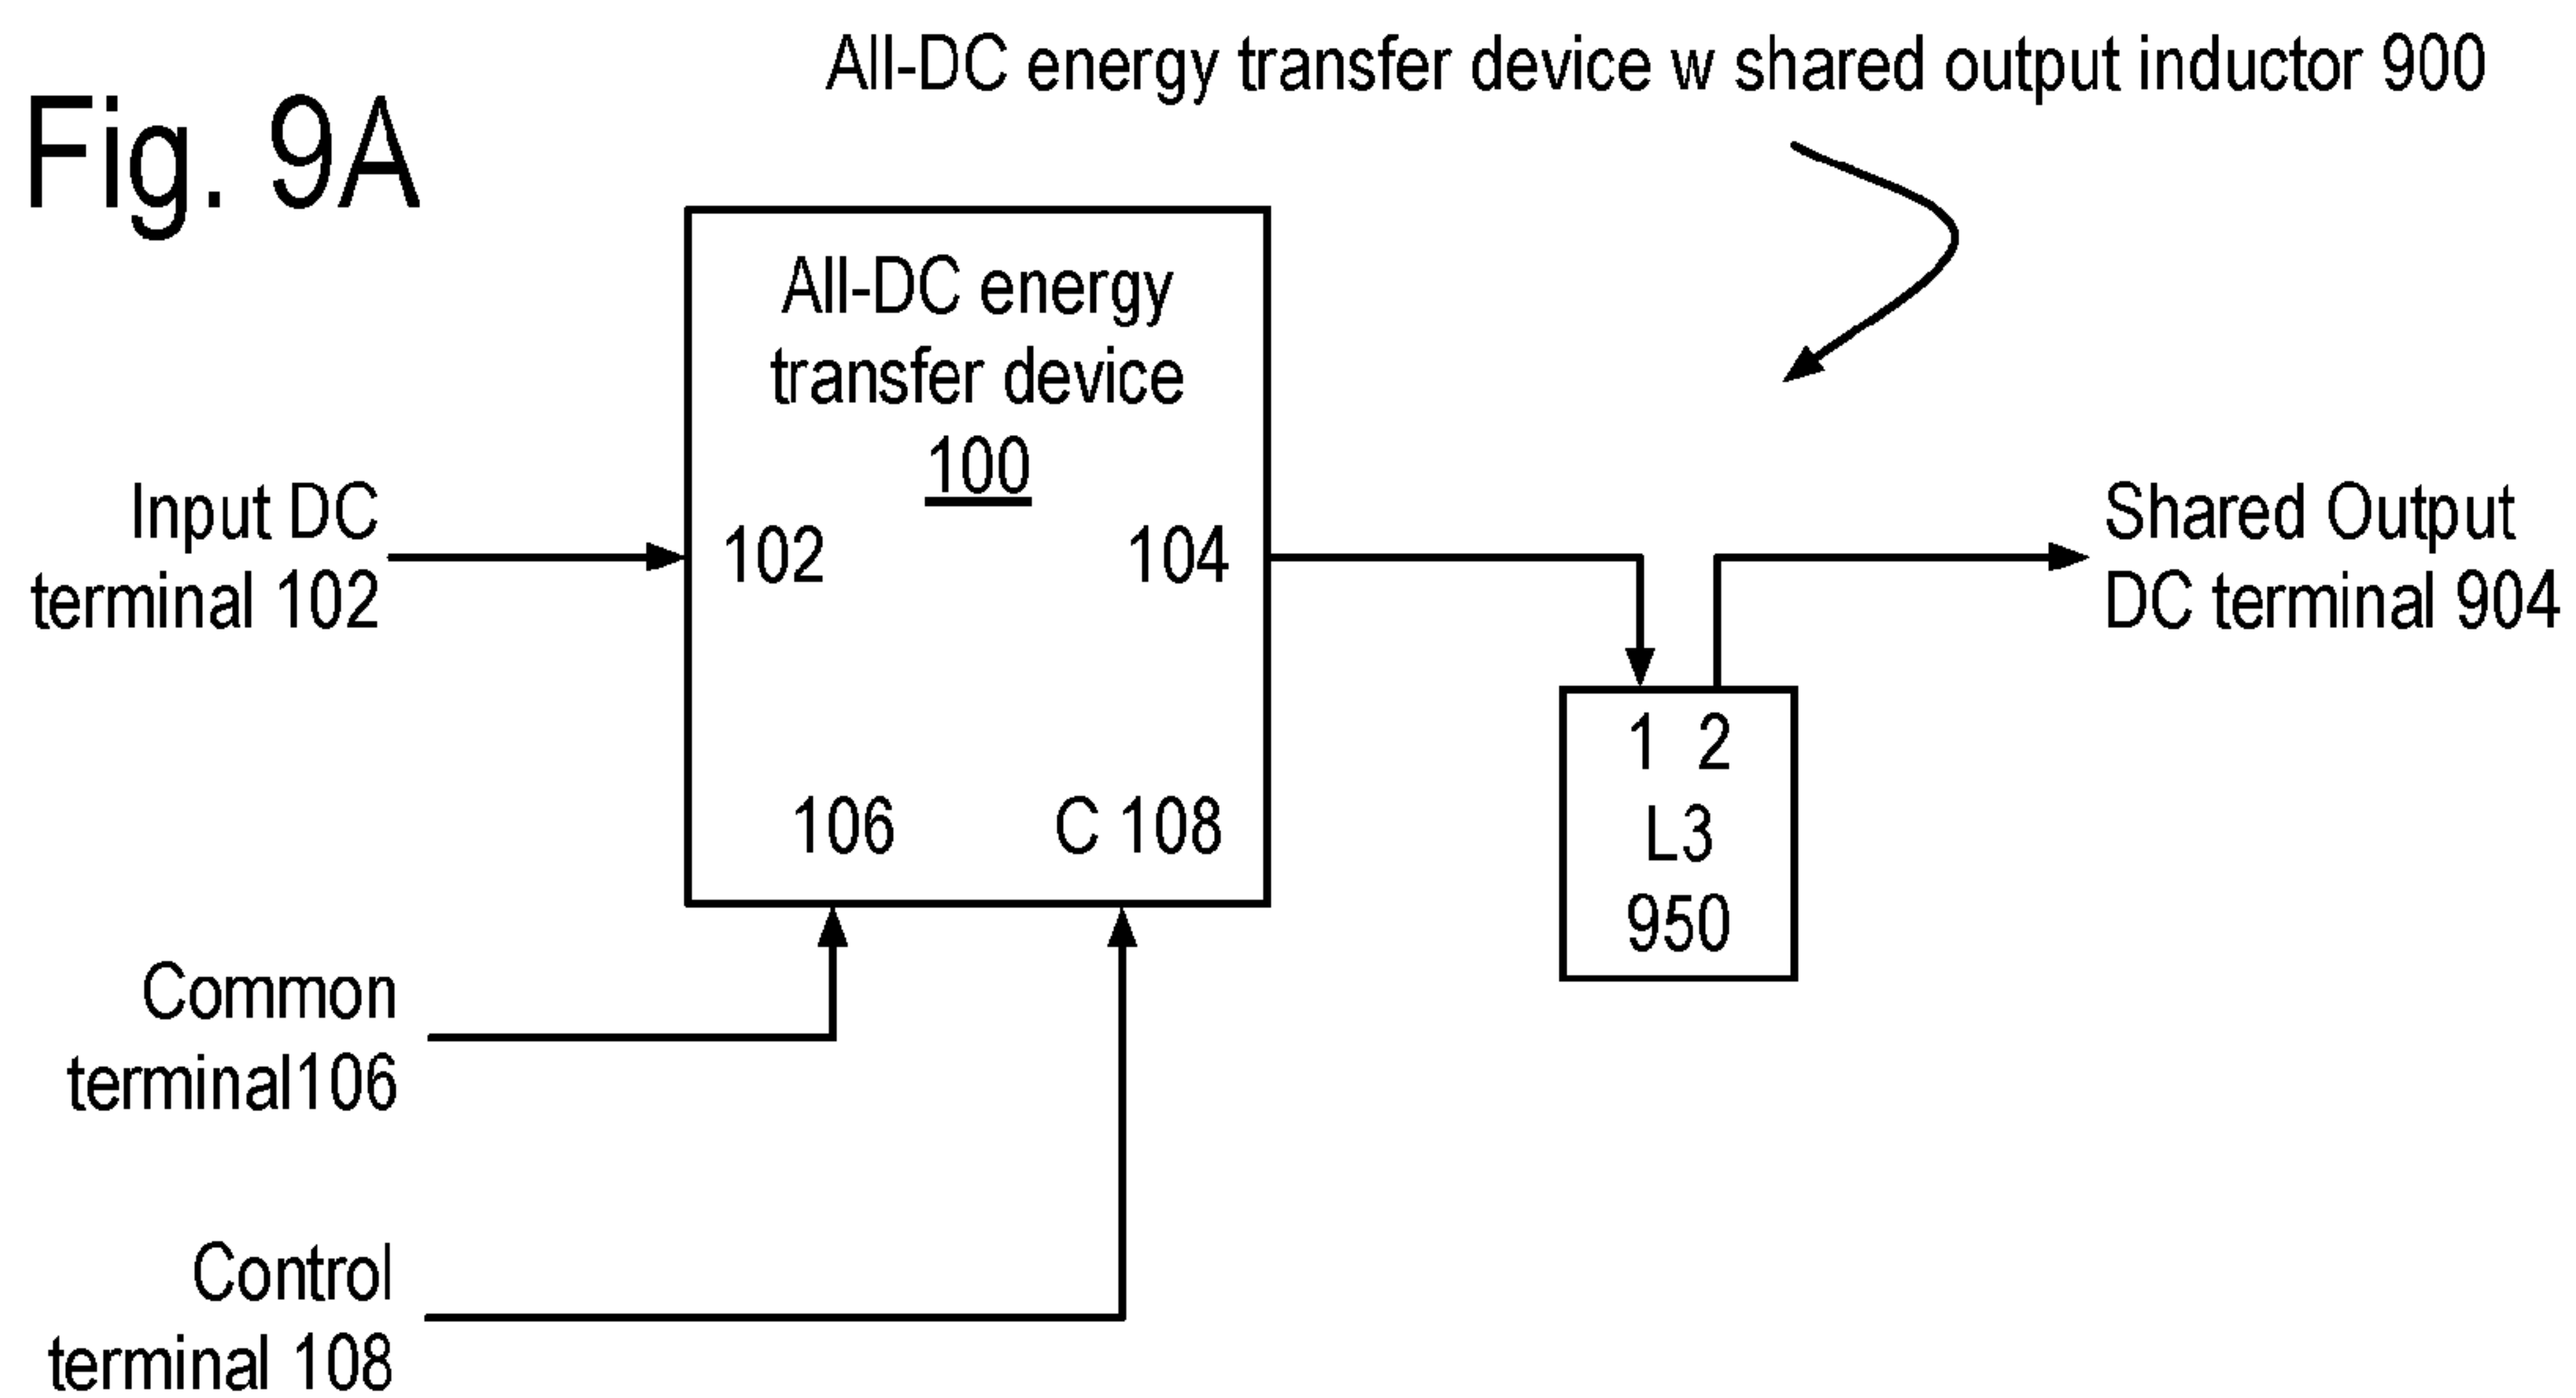 All-DC energy transfer device w shared output inductor 900
Fig. 9A
All-DC energy
transfer device
100
Input DC
terminal 102
102
104
Shared Output
DC terminal 904
1 2
L3
950
106
C 108
Common
terminal106
Control
terminal 108